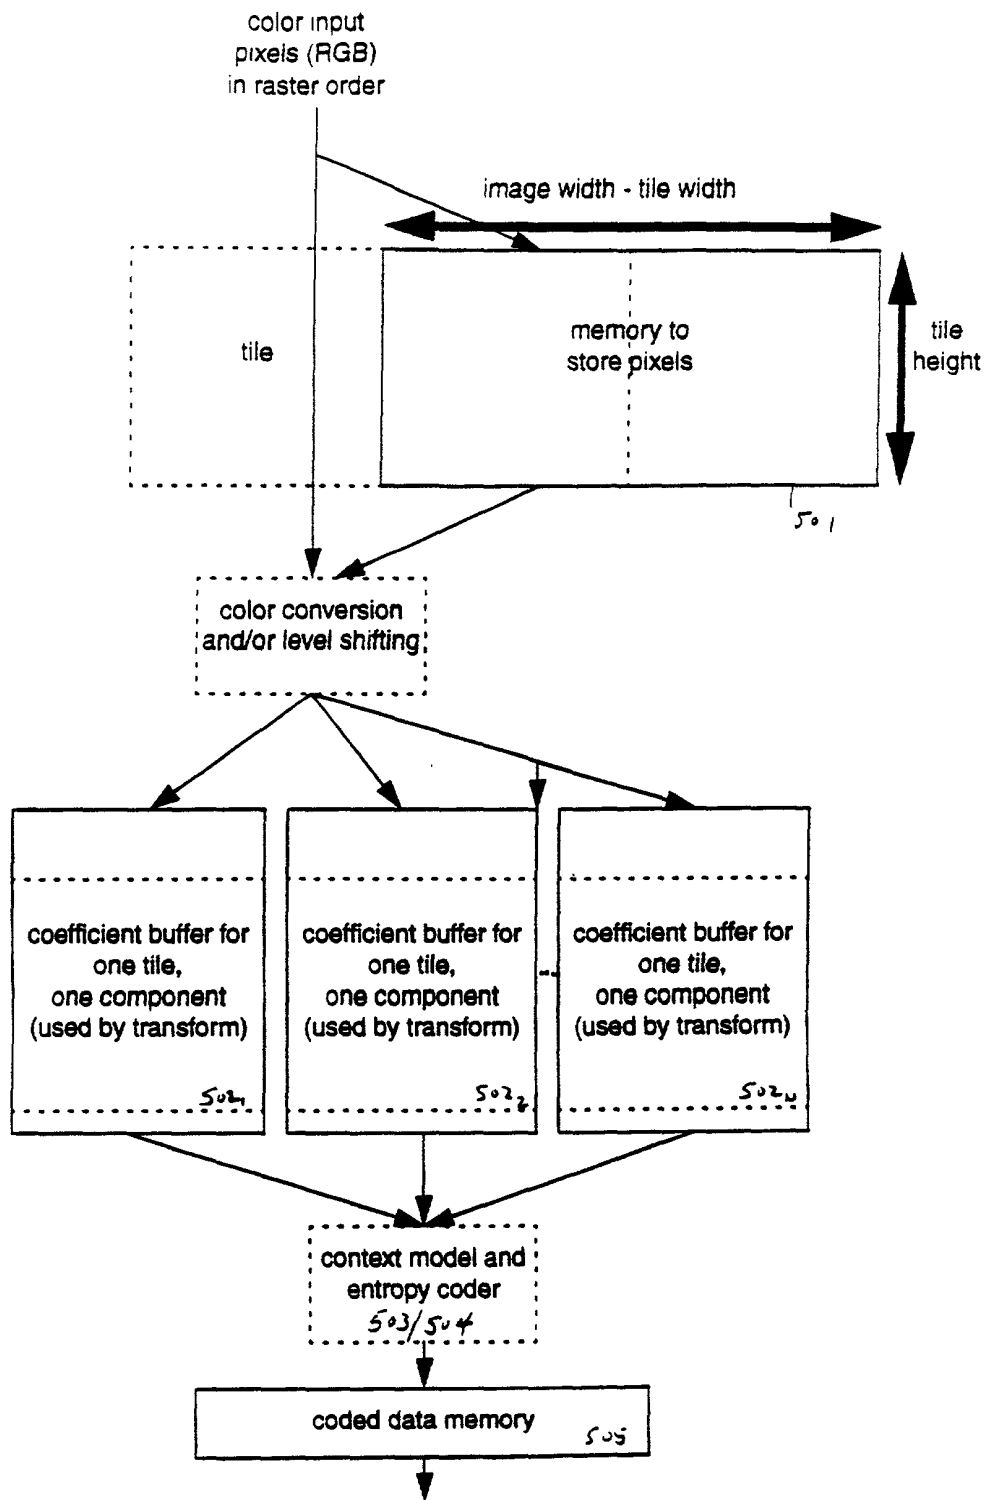 color input
pixels (RGB)
in raster order
image width - tile width
tile
memory to
store pixels
tile
height
501
color conversion
and/or level shifting
coefficient buffer for
one tile,
one component
(used by transform)
502₁
coefficient buffer for
one tile,
one component
(used by transform)
502₂
coefficient buffer for
one tile,
one component
(used by transform)
502N
context model and
entropy coder
503/504
coded data memory
505